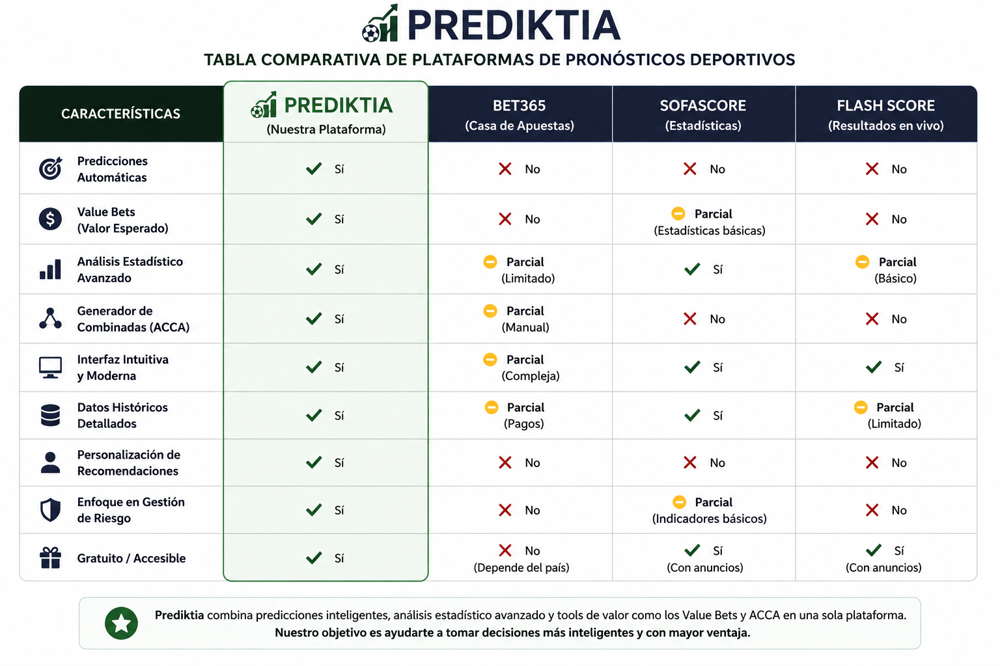 PREDIKTIA
TABLA COMPARATIVA DE PLATAFORMAS DE PRONÓSTICOS DEPORTIVOS
CARACTERÍSTICAS
PREDIKTIA
(Nuestra Plataforma)
BET365
(Casa de Apuestas)
SOFASCORE
(Estadísticas)
FLASH SCORE
(Resultados en vivo)
Predicciones
Automáticas
Sí
No
No
No
Value Bets
(Valor Esperado)
Sí
No
Parcial
(Estadísticas básicas)
No
Análisis Estadístico
Avanzado
Sí
Parcial
(Limitado)
Sí
Parcial
(Básico)
Generador de
Combinadas (ACCA)
Sí
Parcial
(Manual)
No
No
Interfaz Intuitiva
y Moderna
Sí
Parcial
(Compleja)
Sí
Sí
Datos Históricos
Detallados
Sí
Parcial
(Pagos)
Sí
Parcial
(Limitado)
Personalización de
Recomendaciones
Sí
No
No
No
Enfoque en Gestión
de Riesgo
Sí
No
Parcial
(Indicadores básicos)
No
Gratuito / Accesible
Sí
No
(Depende del país)
Sí
(Con anuncios)
Sí
(Con anuncios)
Prediktia combina predicciones inteligentes, análisis estadístico avanzado y tools de valor como los Value Bets y ACCA en una sola plataforma.
Nuestro objetivo es ayudarte a tomar decisiones más inteligentes y con mayor ventaja.